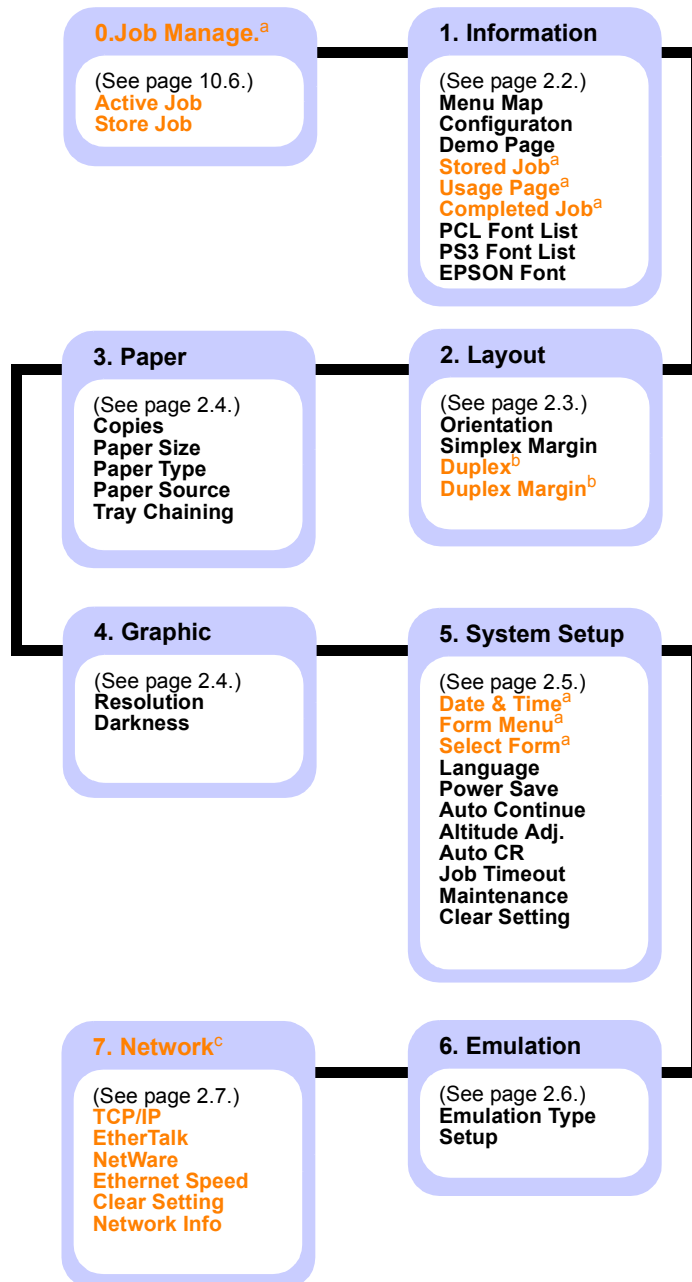 0.Job Manage.a
(See page 10.6.)
Active Job
Store Job
1. Information
(See page 2.2.)
Menu Map
Configuraton
Demo Page
Stored Joba
Usage Pagea
Completed Joba
PCL Font List
PS3 Font List
EPSON Font
2. Layout
(See page 2.3.)
Orientation
Simplex Margin
Duplexb
Duplex Marginb
3. Paper
(See page 2.4.)
Copies
Paper Size
Paper Type
Paper Source
Tray Chaining
4. Graphic
(See page 2.4.)
Resolution
Darkness
5. System Setup
(See page 2.5.)
Date & Timea
Form Menua
Select Forma
Language
Power Save
Auto Continue
Altitude Adj.
Auto CR
Job Timeout
Maintenance
Clear Setting
6. Emulation
(See page 2.6.)
Emulation Type
Setup
7. Networkc
(See page 2.7.)
TCP/IP
EtherTalk
NetWare
Ethernet Speed
Clear Setting
Network Info